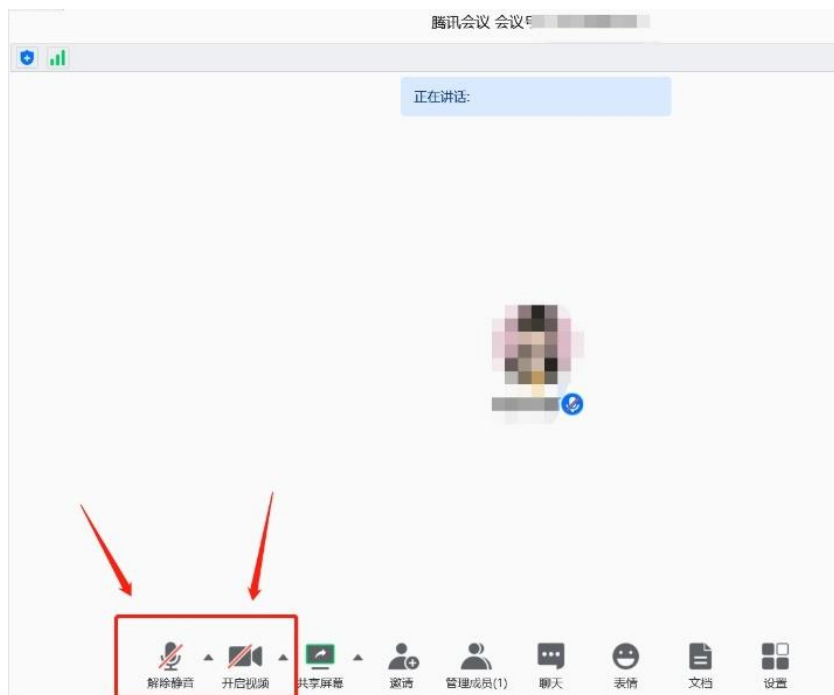 腾讯会议 会议号
正在讲话:
解除静音
开启视频
共享屏幕
邀请
管理成员(1)
聊天
表情
文档
设置